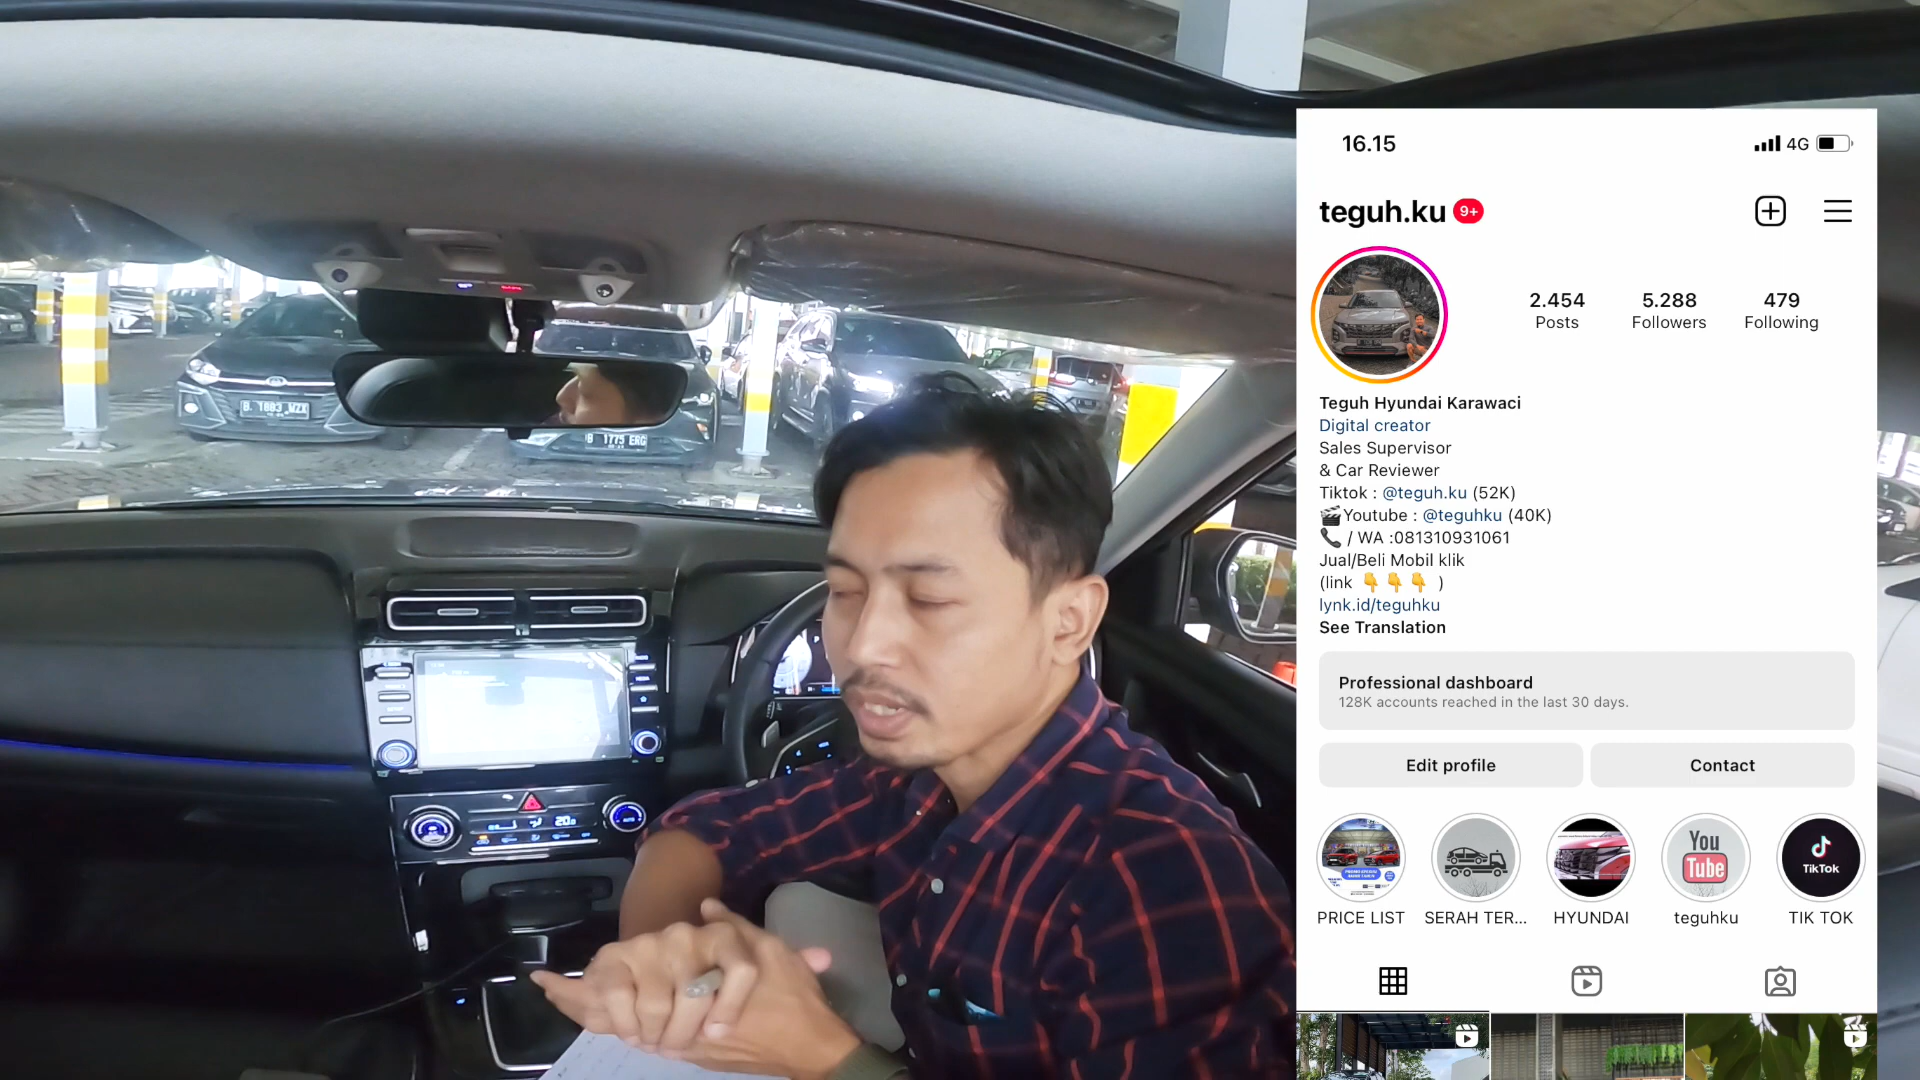 16.15
4G
teguh.ku 9+
2.454 5.288 479
Posts Followers Following
Teguh Hyundai Karawaci
Digital creator
Sales Supervisor
& Car Reviewer
Tiktok : @teguh.ku (52K)
🎬Youtube : @teguhku (40K)
📞 / WA :081310931061
Jual/Beli Mobil klik
(link 👇👇👇 )
lynk.id/teguhku
See Translation
Professional dashboard
128K accounts reached in the last 30 days.
Edit profile Contact
You
Tube
TikTok
PRICE LIST SERAH TER... HYUNDAI teguhku TIK TOK
B 1883 WZX
B 1775 ERG
AUTO